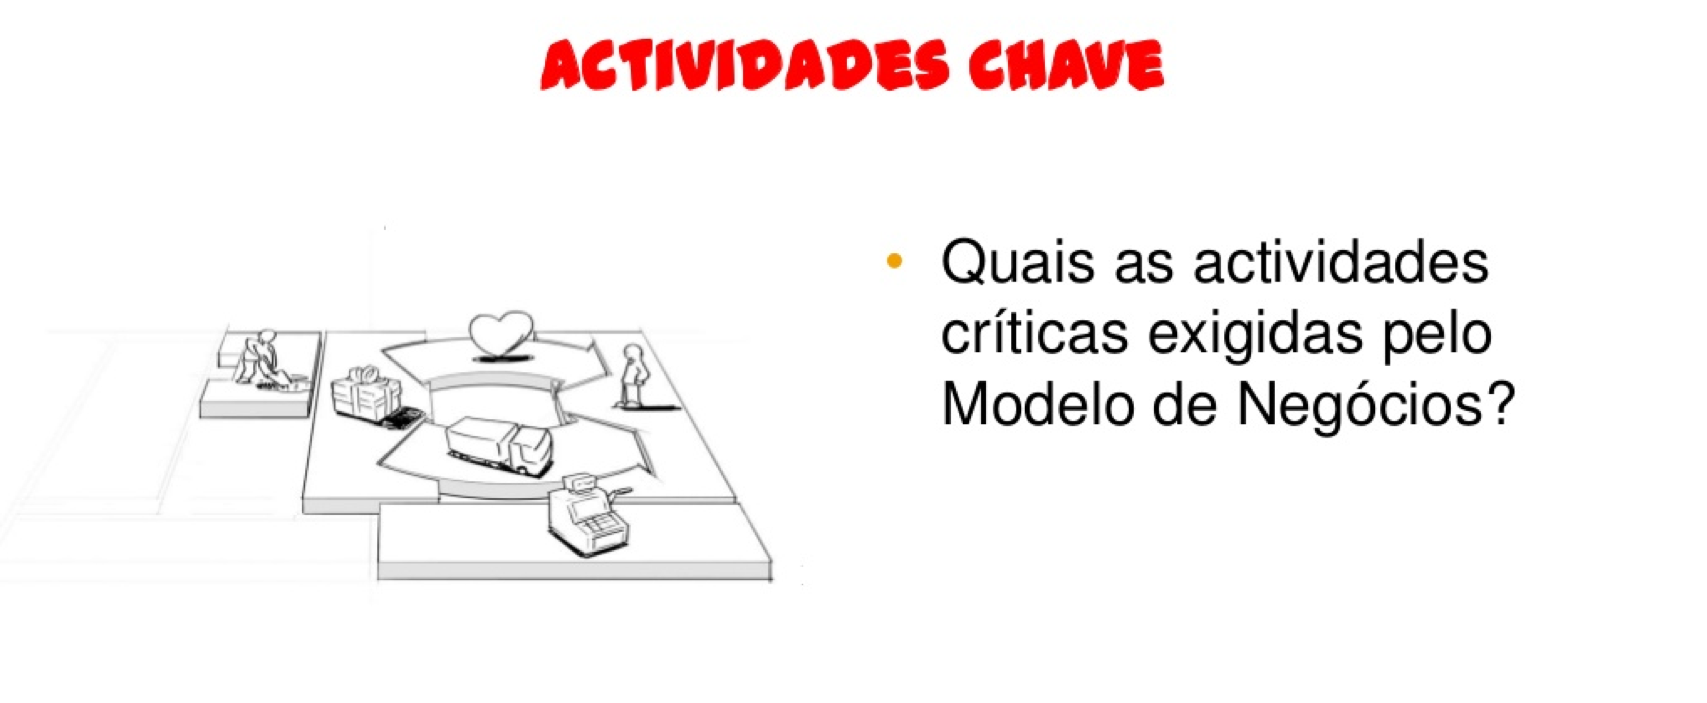 ACTIVIDADES CHAVE
• Quais as actividades
críticas exigidas pelo
Modelo de Negócios?